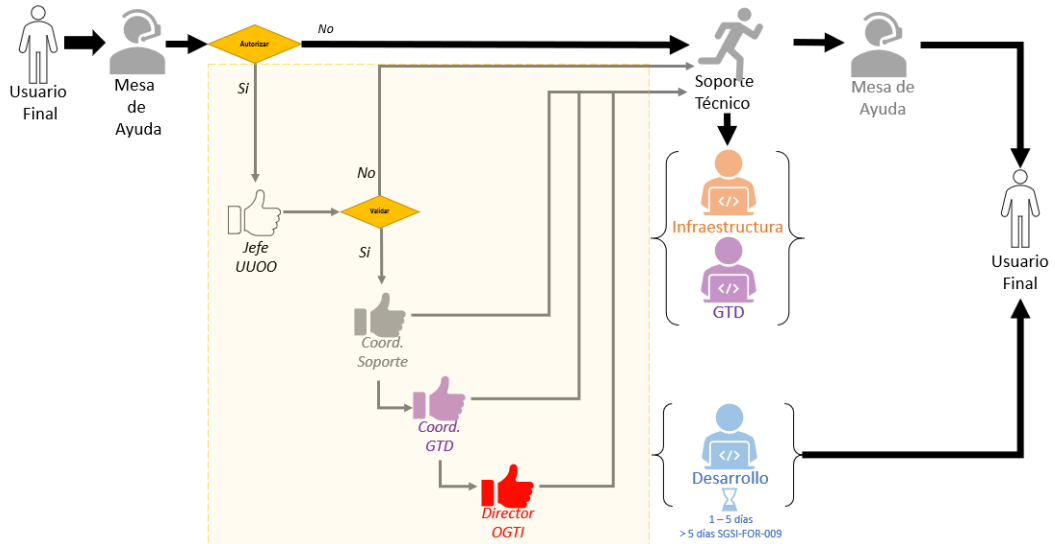 Usuario
Final
Mesa
de
Ayuda
Autorizar
No
Si
Soporte
Técnico
Mesa de
Ayuda
No
Jefe
UUOO
Validar
Si
Infraestructura
GTD
Usuario
Final
Coord.
Soporte
Coord.
GTD
Director
OGTI
</>
</>
</>
Desarrollo
1 – 5 días
> 5 días SGSI-FOR-009